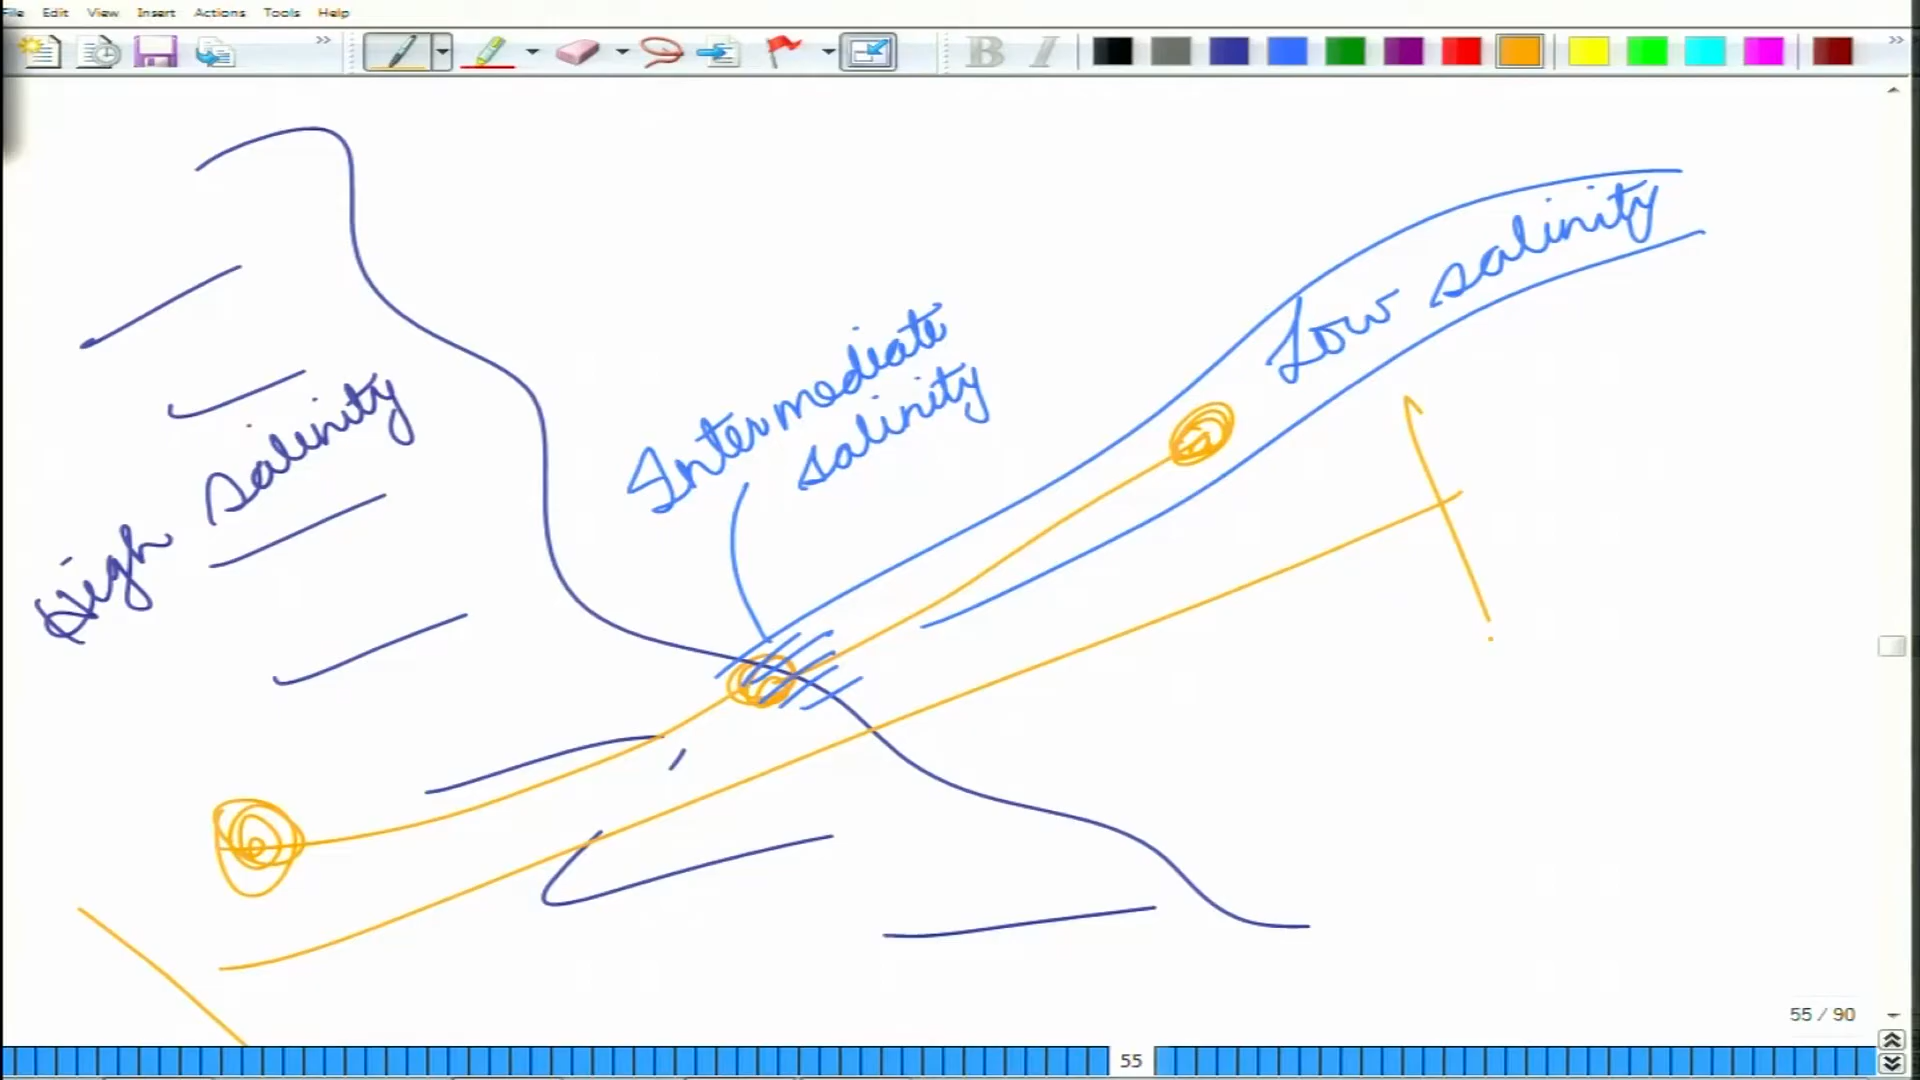 File Edit View Insert Actions Tools Help
B I
Low salinity
Intermediate
salinity
High salinity
55 / 90
55